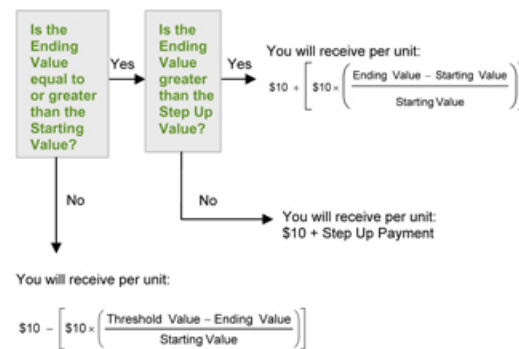 Is the
Ending
Value
equal to
or greater
than the
Starting
Value?
Yes
Is the
Ending
Value
greater
than the
Step Up
Value?
Yes
You will receive per unit:
$10 + [ $10 × ( Ending Value – Starting Value
Starting Value ) ]
No
No
You will receive per unit:
$10 + Step Up Payment
You will receive per unit:
$10 – [ $10 × ( Threshold Value – Ending Value
Starting Value ) ]